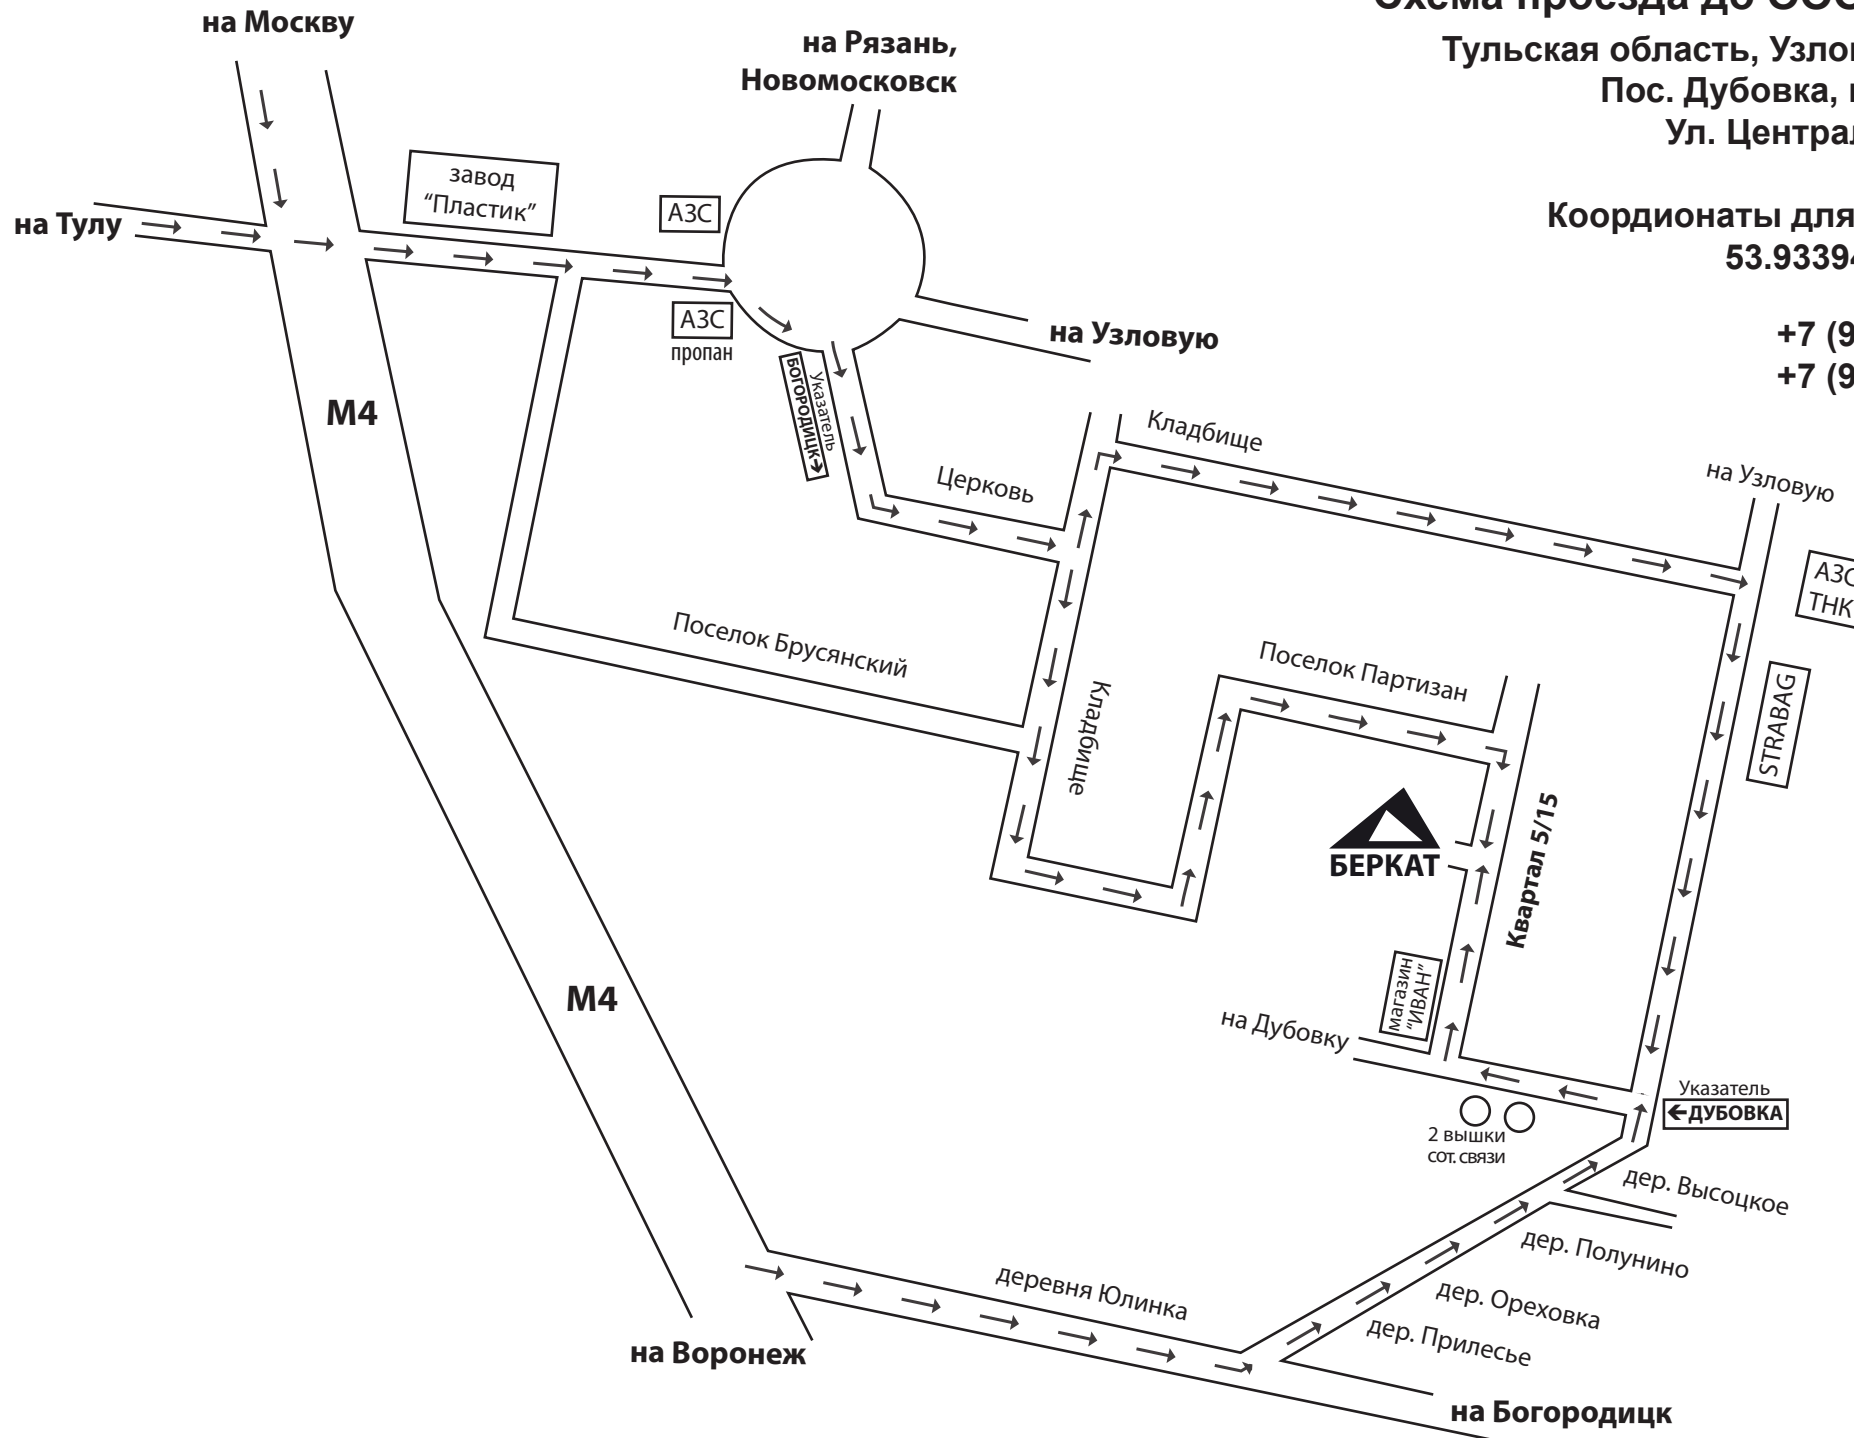 на Москву
на Рязань,
Новомосковск
Схема проезда до ООО
Тульская область, Узлов
Пос. Дубовка,
Ул. Централ
Координаты для
53.93394
+7 (9
+7 (9
на Тулу
завод
“Пластик”
АЗС
АЗС
пропан
на Узловую
М4
Указатель
БОГОРОДИЦК→
Церковь
Кладбище
на Узловую
АЗС
ТНК
STRABAG
Поселок Брусянский
Кладбище
Поселок Партизан
БЕРКАТ
Квартал 5/15
магазин
“ИВАН”
на Дубовку
М4
Указатель
←ДУБОВКА
2 вышки
сот. связи
дер. Высоцкое
дер. Полунино
дер. Ореховка
дер. Прилесье
деревня Юлинка
на Воронеж
на Богородицк